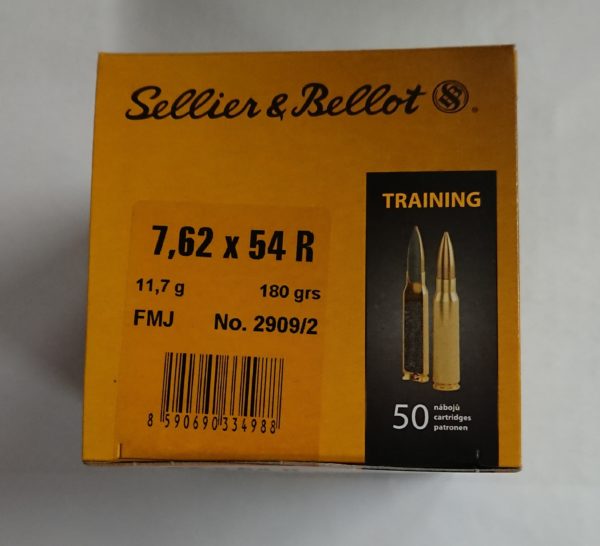 Sellier & Bellot
TRAINING
7,62 x 54 R
11,7 g 180 grs
FMJ No. 2909/2
8 590690 334988
50
nábojů
cartridges
patronen